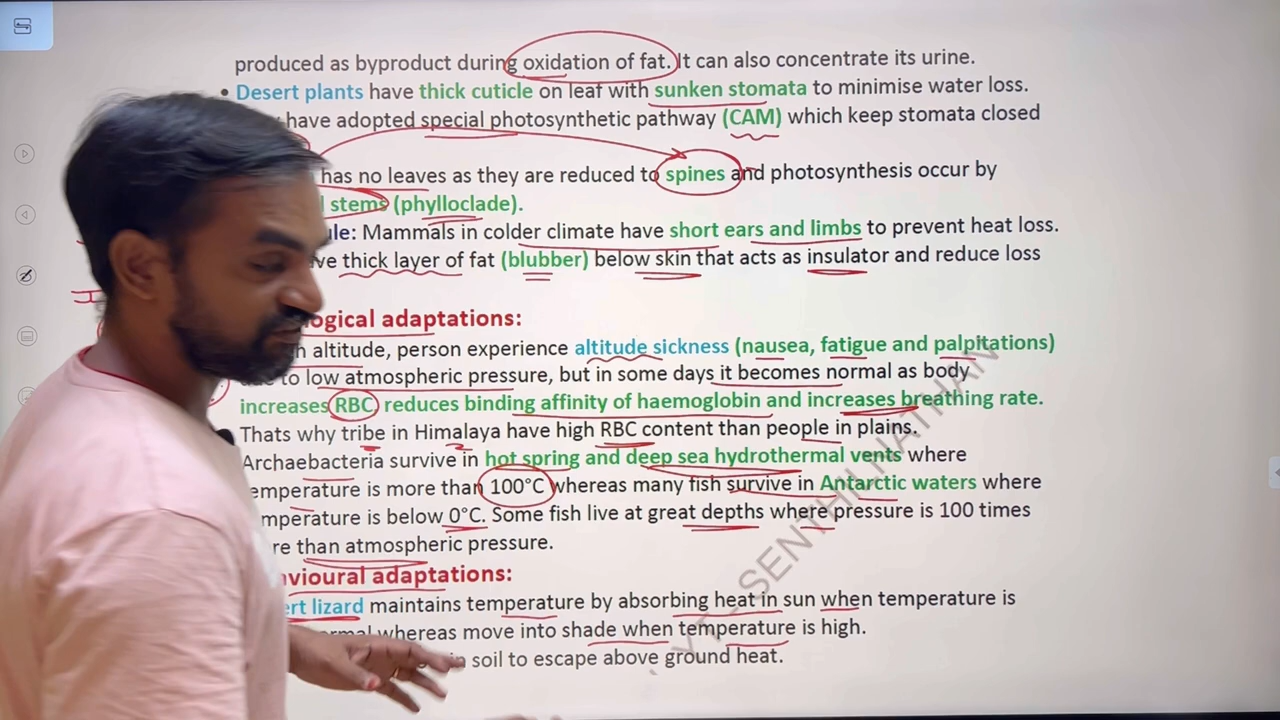 produced as byproduct during oxidation of fat. It can also concentrate its urine.
• Desert plants have thick cuticle on leaf with sunken stomata to minimise water loss.
have adopted special photosynthetic pathway (CAM) which keep stomata closed
has no leaves as they are reduced to spines and photosynthesis occur by
stems (phylloclade).
Mammals in colder climate have short ears and limbs to prevent heat loss.
thick layer of fat (blubber) below skin that acts as insulator and reduce loss
adaptations:
altitude, person experience altitude sickness (nausea, fatigue and palpitations)
to low atmospheric pressure, but in some days it becomes normal as body
increases RBC, reduces binding affinity of haemoglobin and increases breathing rate.
Thats why tribe in Himalaya have high RBC content than people in plains.
Archaebacteria survive in hot spring and deep sea hydrothermal vents where
temperature is more than 100°C whereas many fish survive in Antarctic waters where
temperature is below 0°C. Some fish live at great depths where pressure is 100 times
than atmospheric pressure.
adaptations:
lizard maintains temperature by absorbing heat in sun when temperature is
whereas move into shade when temperature is high.
in soil to escape above ground heat.
YT - SENTHILNATHAN